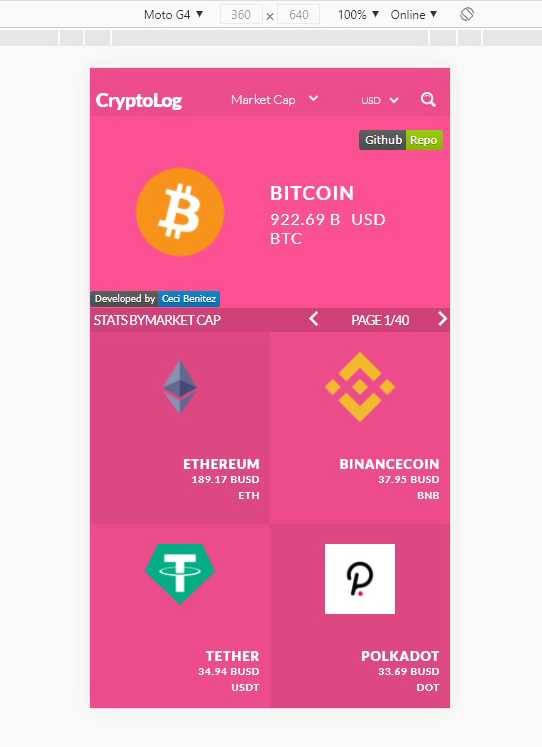 Moto G4 ▼ 360 × 640 100% ▼ Online ▼
CryptoLog Market Cap USD
Github Repo
BITCOIN
922.69 B USD
BTC
Developed by Ceci Benitez
STATS BYMARKET CAP PAGE 1/40
ETHEREUM
189.17 BUSD
ETH
BINANCECOIN
37.95 BUSD
BNB
TETHER
34.94 BUSD
USDT
POLKADOT
33.69 BUSD
DOT